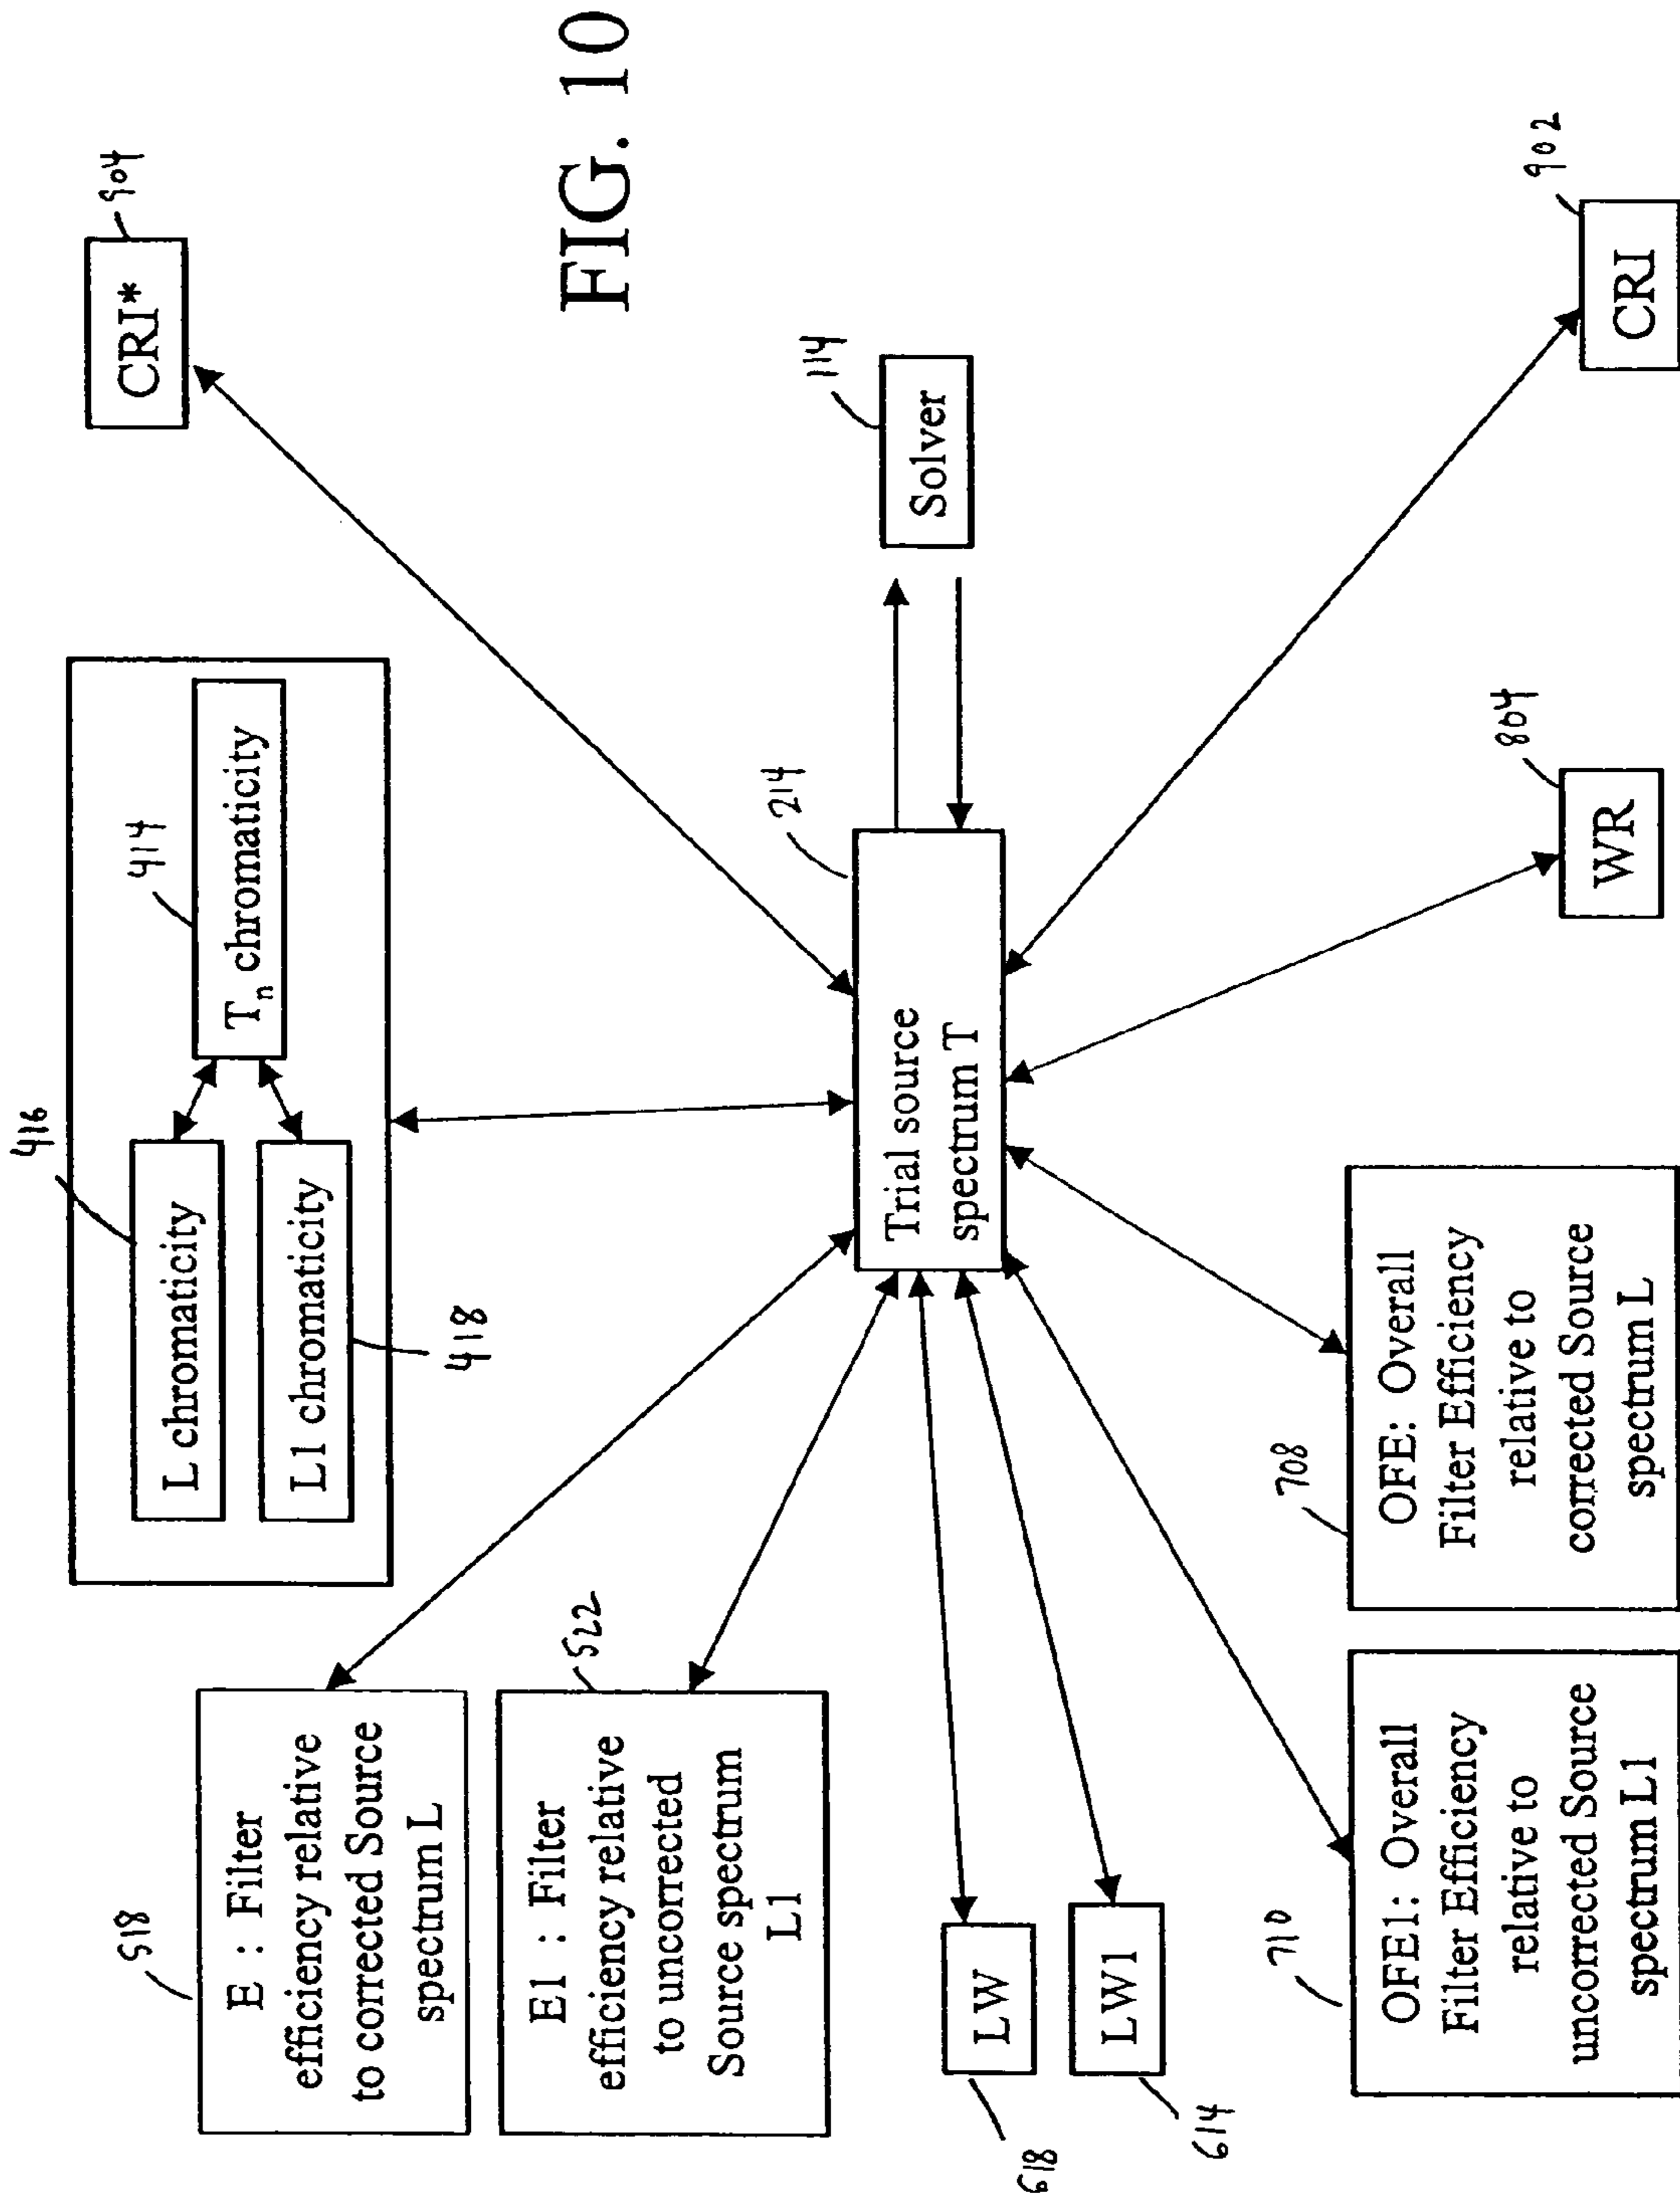 518
E : Filter
efficiency relative
to corrected Source
spectrum L
522
E1 : Filter
efficiency relative
to uncorrected
Source spectrum
L1
416
L chromaticity
L1 chromaticity
418
414
Tn chromaticity
904
CRI*
FIG. 10
618
LW
LW1
614
214
Trial source
spectrum T
114
Solver
710
OFE1: Overall
Filter Efficiency
relative to
uncorrected Source
spectrum L1
708
OFE: Overall
Filter Efficiency
relative to
corrected Source
spectrum L
804
WR
902
CRI